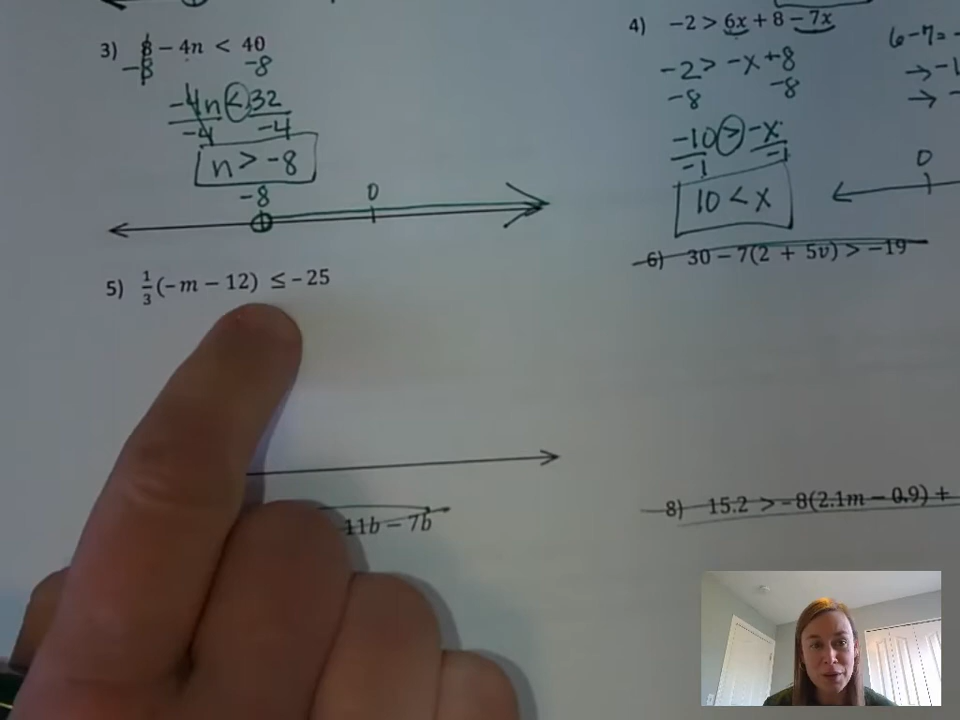 3) 8 - 4n < 40
-8 -8
-4n < 32
-4 -4
n > -8
-8 0
5) 1/3(-m - 12) ≤ -25
11b - 7b
4) -2 > 6x + 8 - 7x
-2 > -x + 8
-8 -8
-10 > -x
-1 -1
10 < x
6-7=-
→ -1
→ -
0
6) 30 - 7(2 + 5v) > -19
8) 15.2 > -8(2.1m - 0.9) +